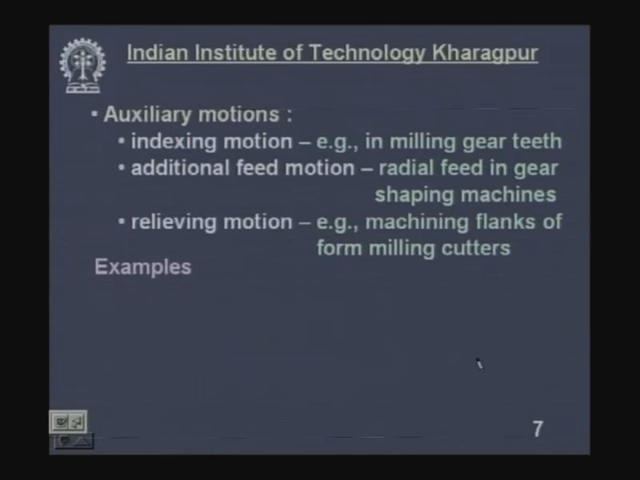 Indian Institute of Technology Kharagpur
• Auxiliary motions :
• indexing motion – e.g., in milling gear teeth
• additional feed motion – radial feed in gear
shaping machines
• relieving motion – e.g., machining flanks of
form milling cutters
Examples
7